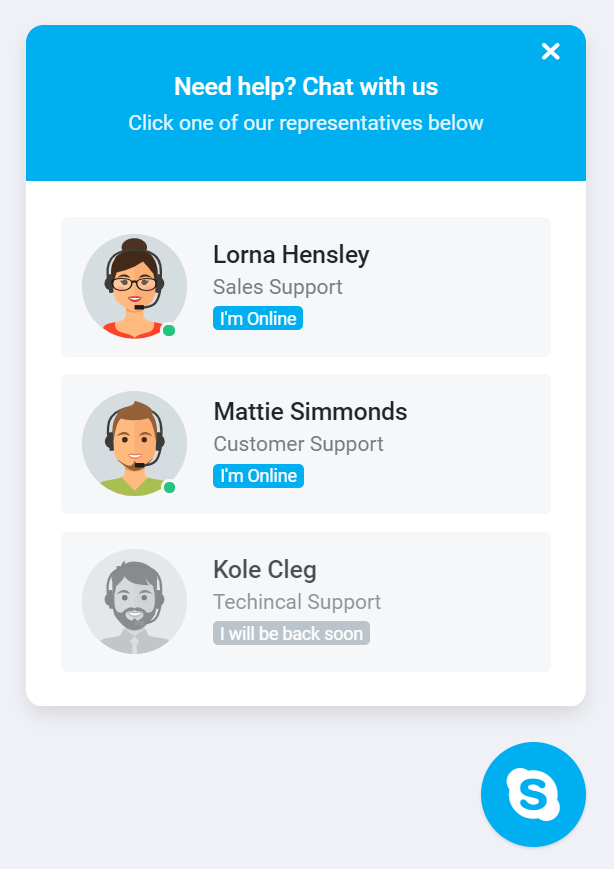 Need help? Chat with us
Click one of our representatives below
Lorna Hensley
Sales Support
I'm Online
Mattie Simmonds
Customer Support
I'm Online
Kole Cleg
Techincal Support
I will be back soon
S